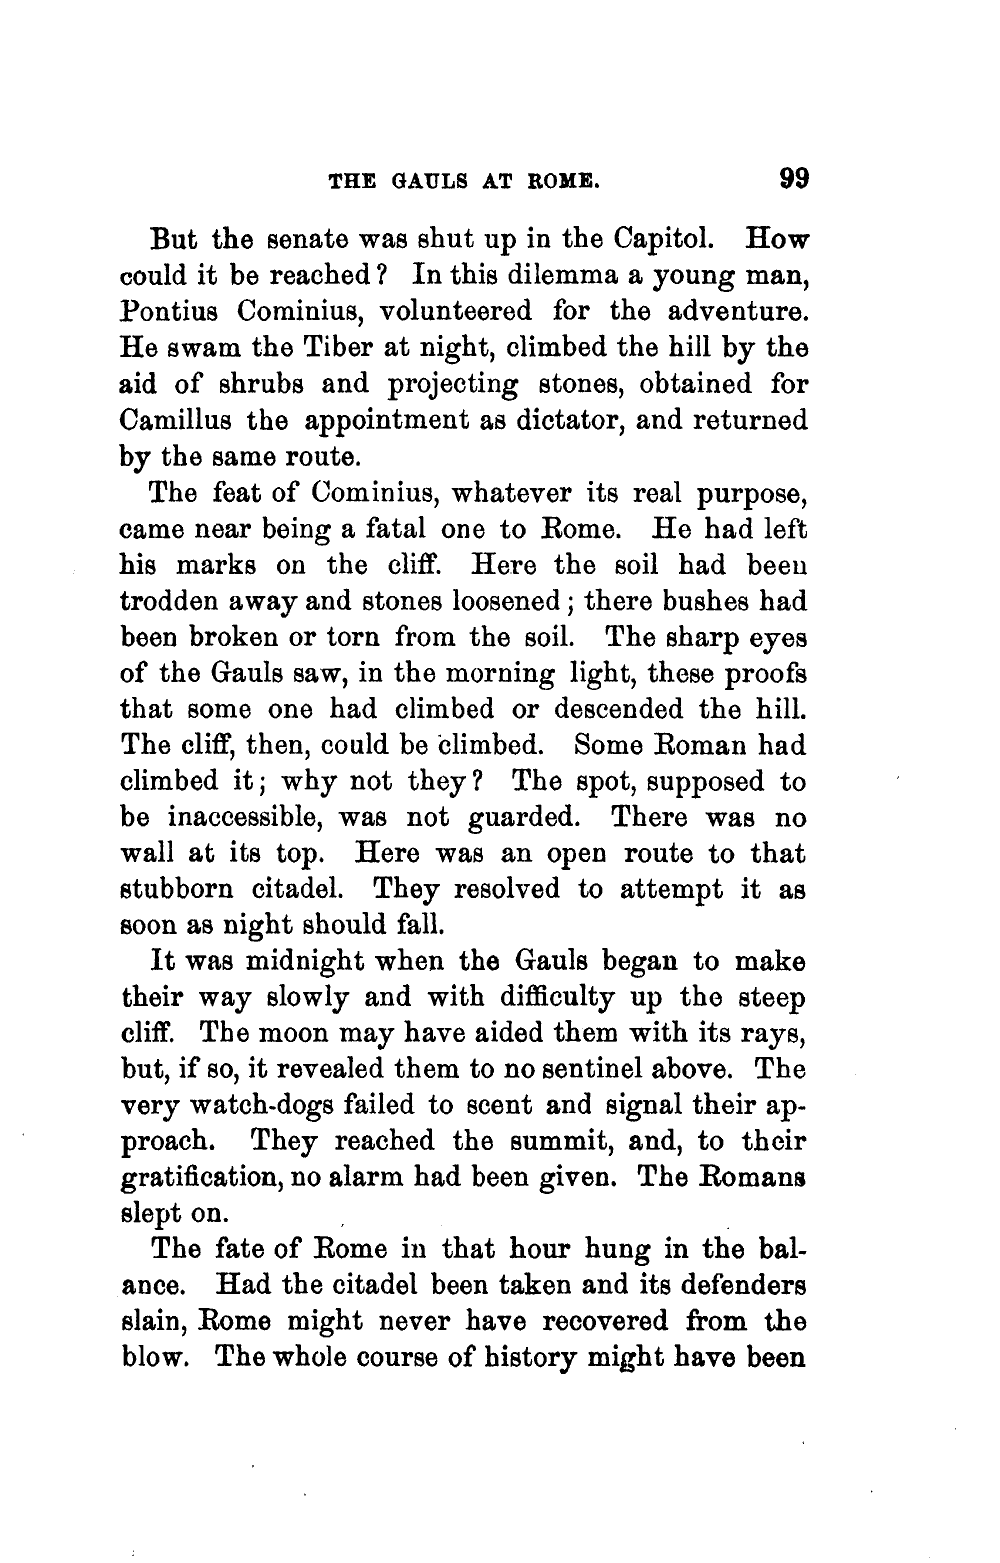 THE GAULS AT ROME. 99
But the senate was shut up in the Capitol. How
could it be reached? In this dilemma a young man,
Pontius Cominius, volunteered for the adventure.
He swam the Tiber at night, climbed the hill by the
aid of shrubs and projecting stones, obtained for
Camillus the appointment as dictator, and returned
by the same route.
The feat of Cominius, whatever its real purpose,
came near being a fatal one to Rome. He had left
his marks on the cliff. Here the soil had been
trodden away and stones loosened; there bushes had
been broken or torn from the soil. The sharp eyes
of the Gauls saw, in the morning light, these proofs
that some one had climbed or descended the hill.
The cliff, then, could be climbed. Some Roman had
climbed it; why not they? The spot, supposed to
be inaccessible, was not guarded. There was no
wall at its top. Here was an open route to that
stubborn citadel. They resolved to attempt it as
soon as night should fall.
It was midnight when the Gauls began to make
their way slowly and with difficulty up the steep
cliff. The moon may have aided them with its rays,
but, if so, it revealed them to no sentinel above. The
very watch-dogs failed to scent and signal their ap-
proach. They reached the summit, and, to their
gratification, no alarm had been given. The Romans
slept on.
The fate of Rome in that hour hung in the bal-
ance. Had the citadel been taken and its defenders
slain, Rome might never have recovered from the
blow. The whole course of history might have been